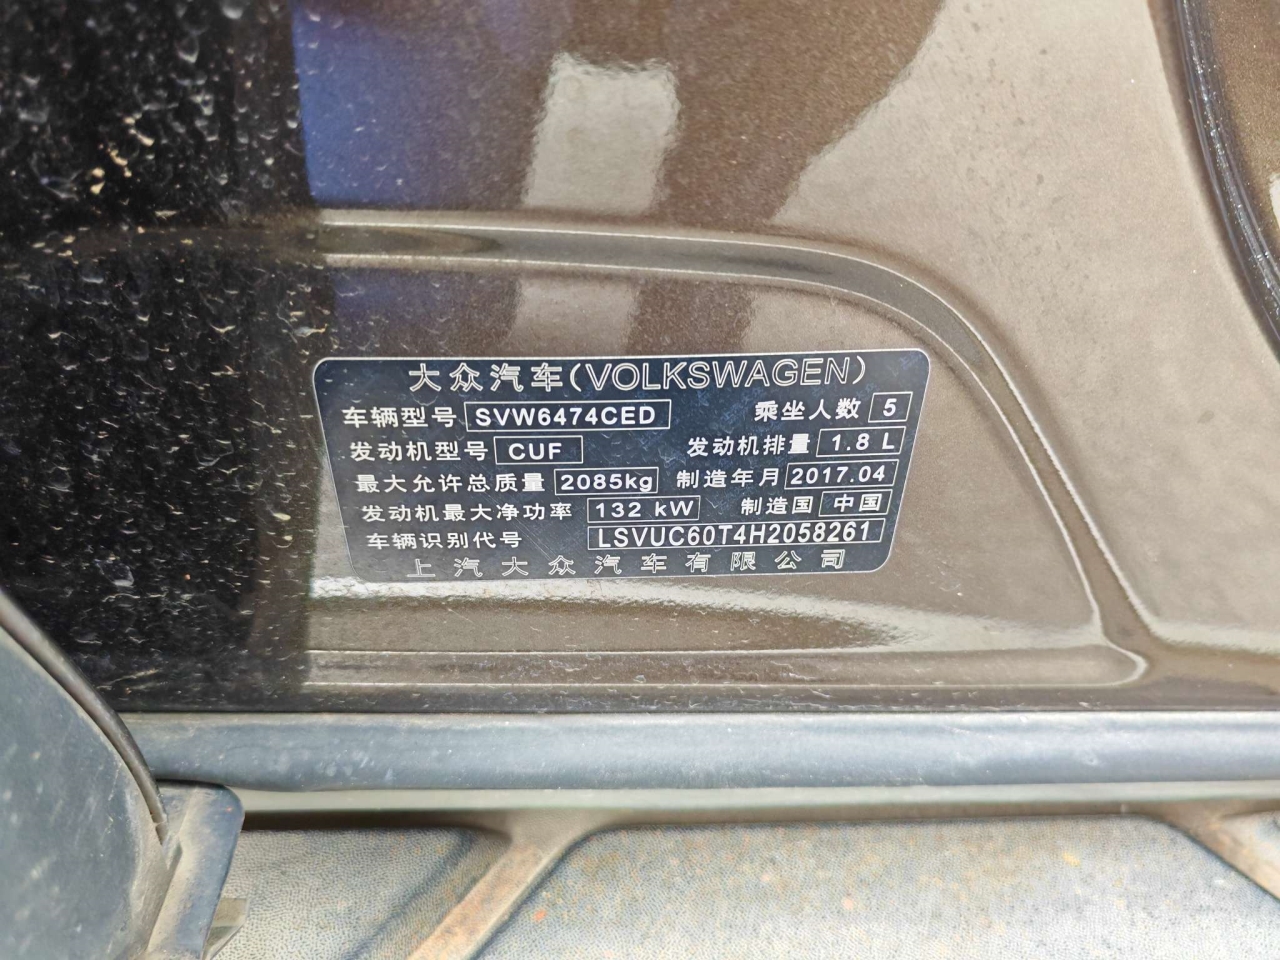 大众汽车(VOLKSWAGEN)
车辆型号 SVW6474CED 乘坐人数 5
发动机型号 CUF 发动机排量 1.8 L
最大允许总质量 2085kg 制造年月 2017.04
发动机最大净功率 132 kW 制造国 中国
车辆识别代号 LSVUC60T4H2058261
上汽大众汽车有限公司